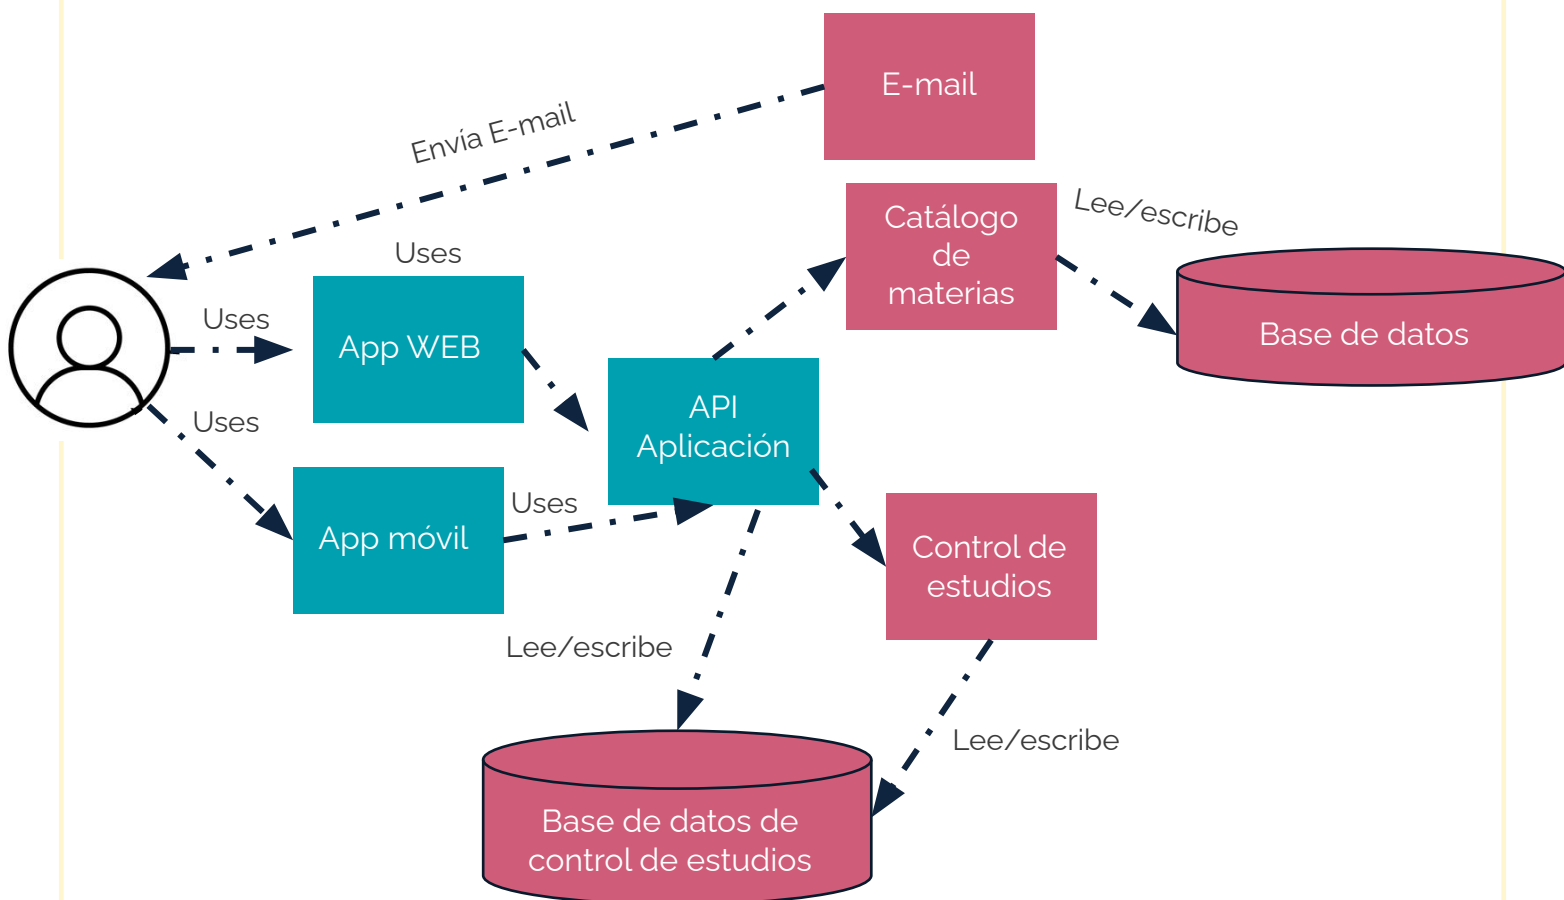 E-mail
Envía E-mail
Catálogo
de
materias
Lee/escribe
Uses
Uses
App WEB
Base de datos
API
Aplicación
Uses
App móvil
Uses
Control de
estudios
Lee/escribe
Lee/escribe
Base de datos de
control de estudios